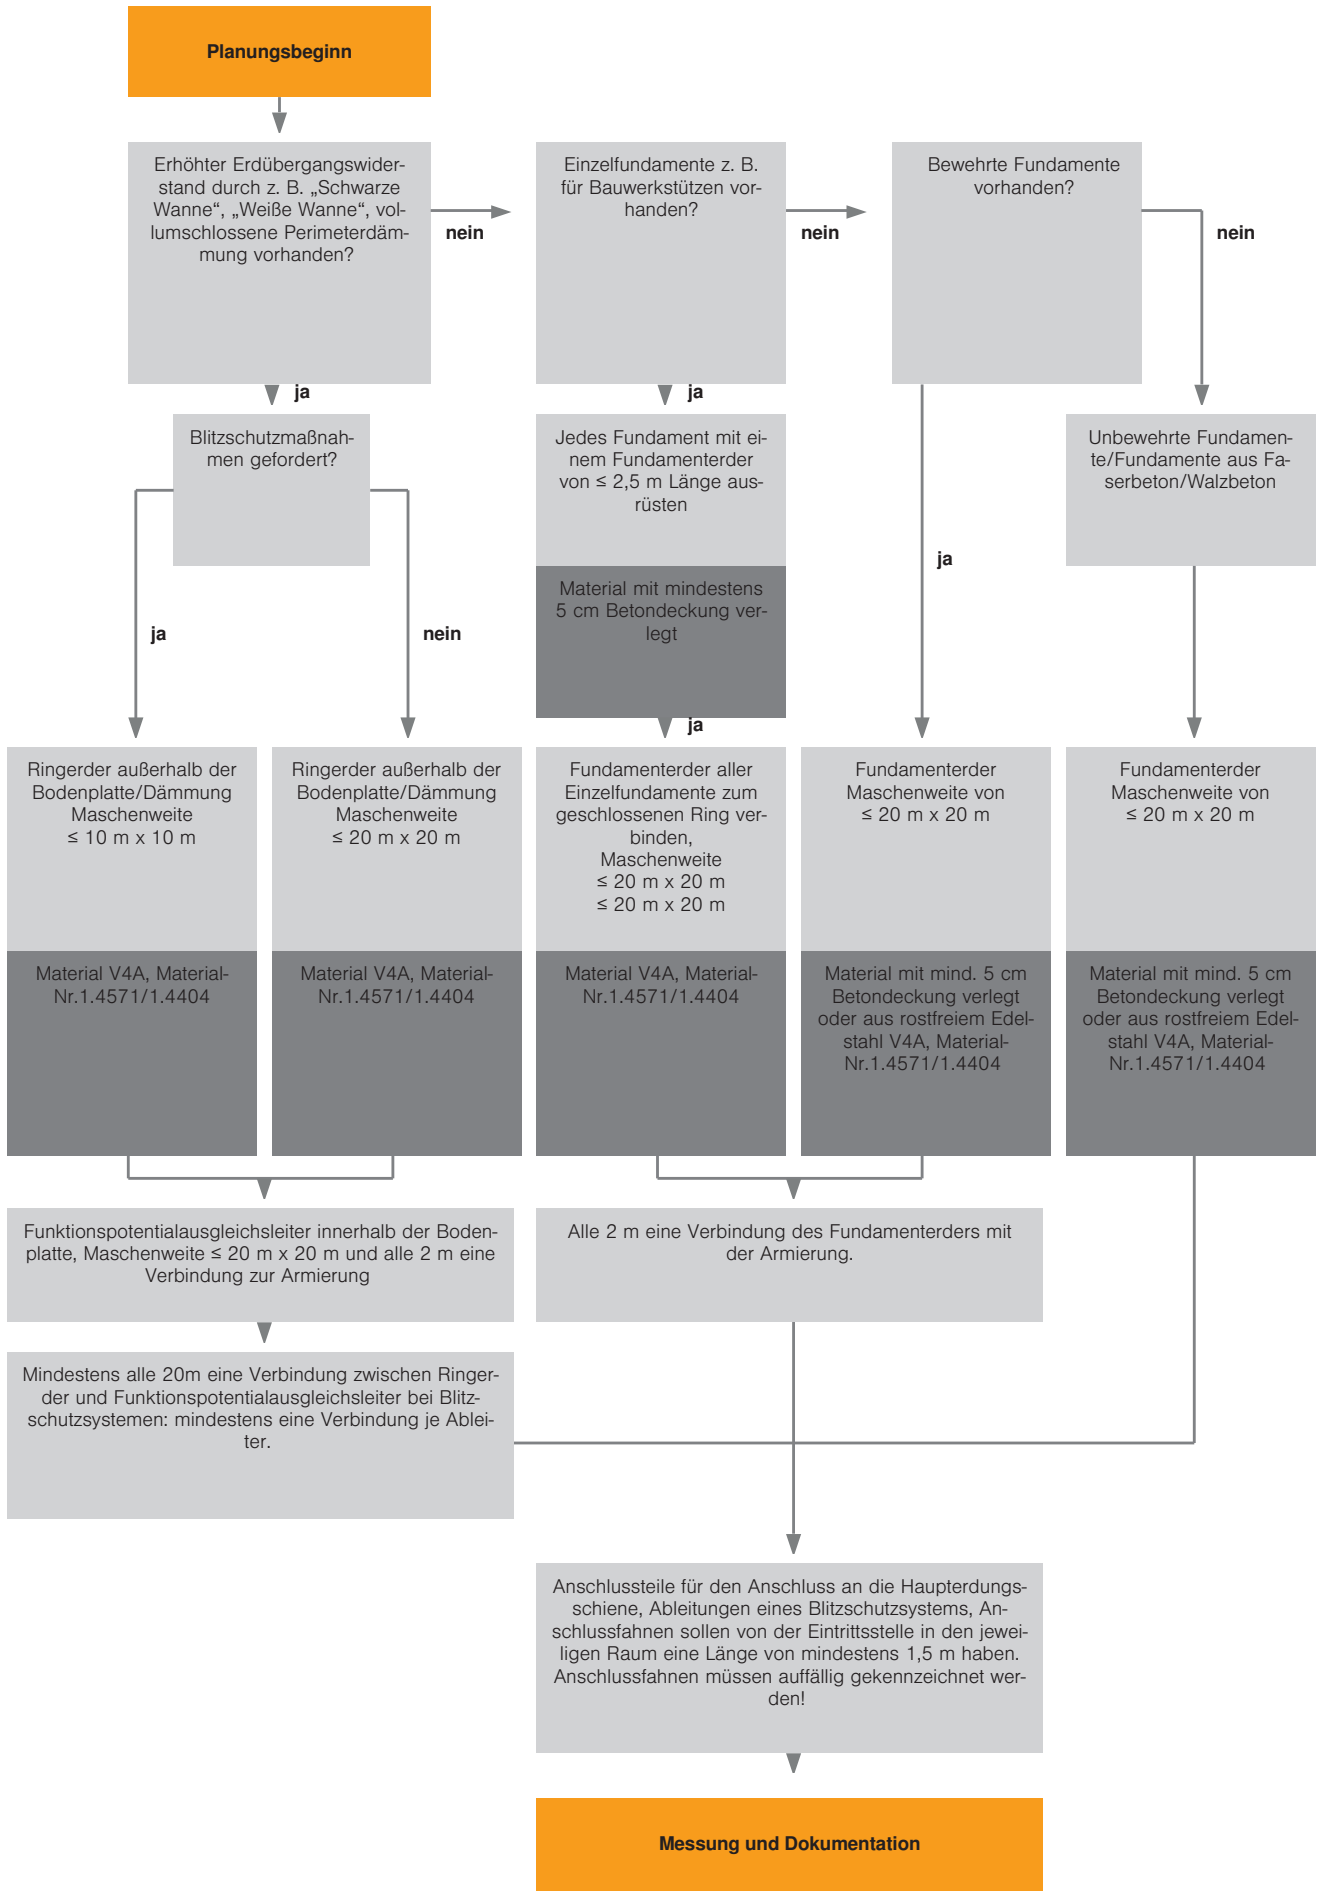 Planungsbeginn
Erhöhter Erdübergangswider-
stand durch z. B. „Schwarze
Wanne“, „Weiße Wanne“, vol-
lumschlossene Perimeterdäm-
mung vorhanden?
nein
Einzelfundamente z. B.
für Bauwerkstützen vor-
handen?
nein
Bewehrte Fundamente
vorhanden?
nein
ja
ja
Blitzschutzmaßnah-
men gefordert?
Jedes Fundament mit ei-
nem Fundamenterder
von ≤ 2,5 m Länge aus-
rüsten
Unbewehrte Fundamen-
te/Fundamente aus Fa-
serbeton/Walzbeton
ja
Material mit mindestens
5 cm Betondeckung ver-
legt
ja
nein
ja
Ringerder außerhalb der
Bodenplatte/Dämmung
Maschenweite
≤ 10 m x 10 m
Ringerder außerhalb der
Bodenplatte/Dämmung
Maschenweite
≤ 20 m x 20 m
Fundamenterder aller
Einzelfundamente zum
geschlossenen Ring ver-
binden,
Maschenweite
≤ 20 m x 20 m
≤ 20 m x 20 m
Fundamenterder
Maschenweite von
≤ 20 m x 20 m
Fundamenterder
Maschenweite von
≤ 20 m x 20 m
Material V4A, Material-
Nr.1.4571/1.4404
Material V4A, Material-
Nr.1.4571/1.4404
Material V4A, Material-
Nr.1.4571/1.4404
Material mit mind. 5 cm
Betondeckung verlegt
oder aus rostfreiem Edel-
stahl V4A, Material-
Nr.1.4571/1.4404
Material mit mind. 5 cm
Betondeckung verlegt
oder aus rostfreiem Edel-
stahl V4A, Material-
Nr.1.4571/1.4404
Funktionspotentialausgleichsleiter innerhalb der Boden-
platte, Maschenweite ≤ 20 m x 20 m und alle 2 m eine
Verbindung zur Armierung
Alle 2 m eine Verbindung des Fundamenterders mit
der Armierung.
Mindestens alle 20m eine Verbindung zwischen Ringer-
der und Funktionspotentialausgleichsleiter bei Blitz-
schutzsystemen: mindestens eine Verbindung je Ablei-
ter.
Anschlussteile für den Anschluss an die Haupterdungs-
schiene, Ableitungen eines Blitzschutzsystems, An-
schlussfahnen sollen von der Eintrittsstelle in den jewei-
ligen Raum eine Länge von mindestens 1,5 m haben.
Anschlussfahnen müssen auffällig gekennzeichnet wer-
den!
Messung und Dokumentation